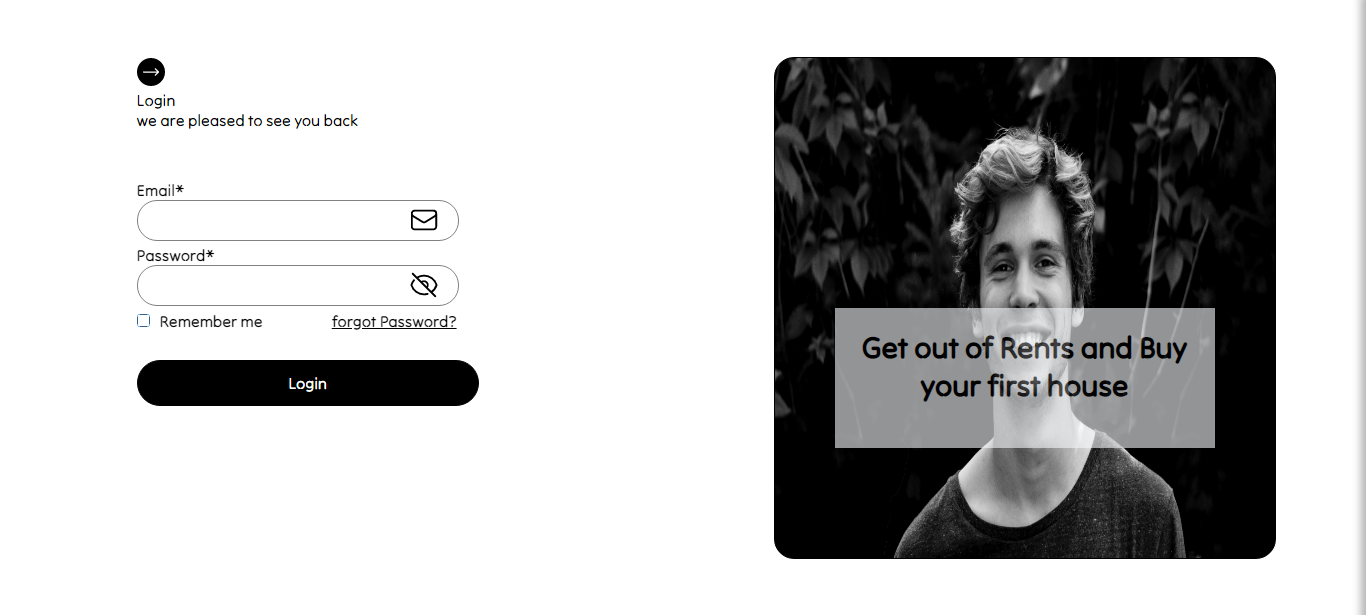 Login
we are pleased to see you back
Email*
Password*
Remember me
forgot Password?
Login
Get out of Rents and Buy
your first house